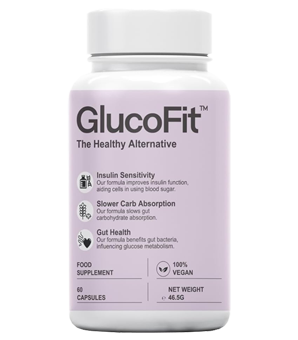 GlucoFit™
The Healthy Alternative
Insulin Sensitivity
Our formula improves insulin function,
aiding cells in using blood sugar.
Slower Carb Absorption
Our formula slows gut
carbohydrate absorption.
Gut Health
Our formula benefits gut bacteria,
influencing glucose metabolism.
FOOD
SUPPLEMENT
100%
VEGAN
60
CAPSULES
NET WEIGHT
℮ 46.5G